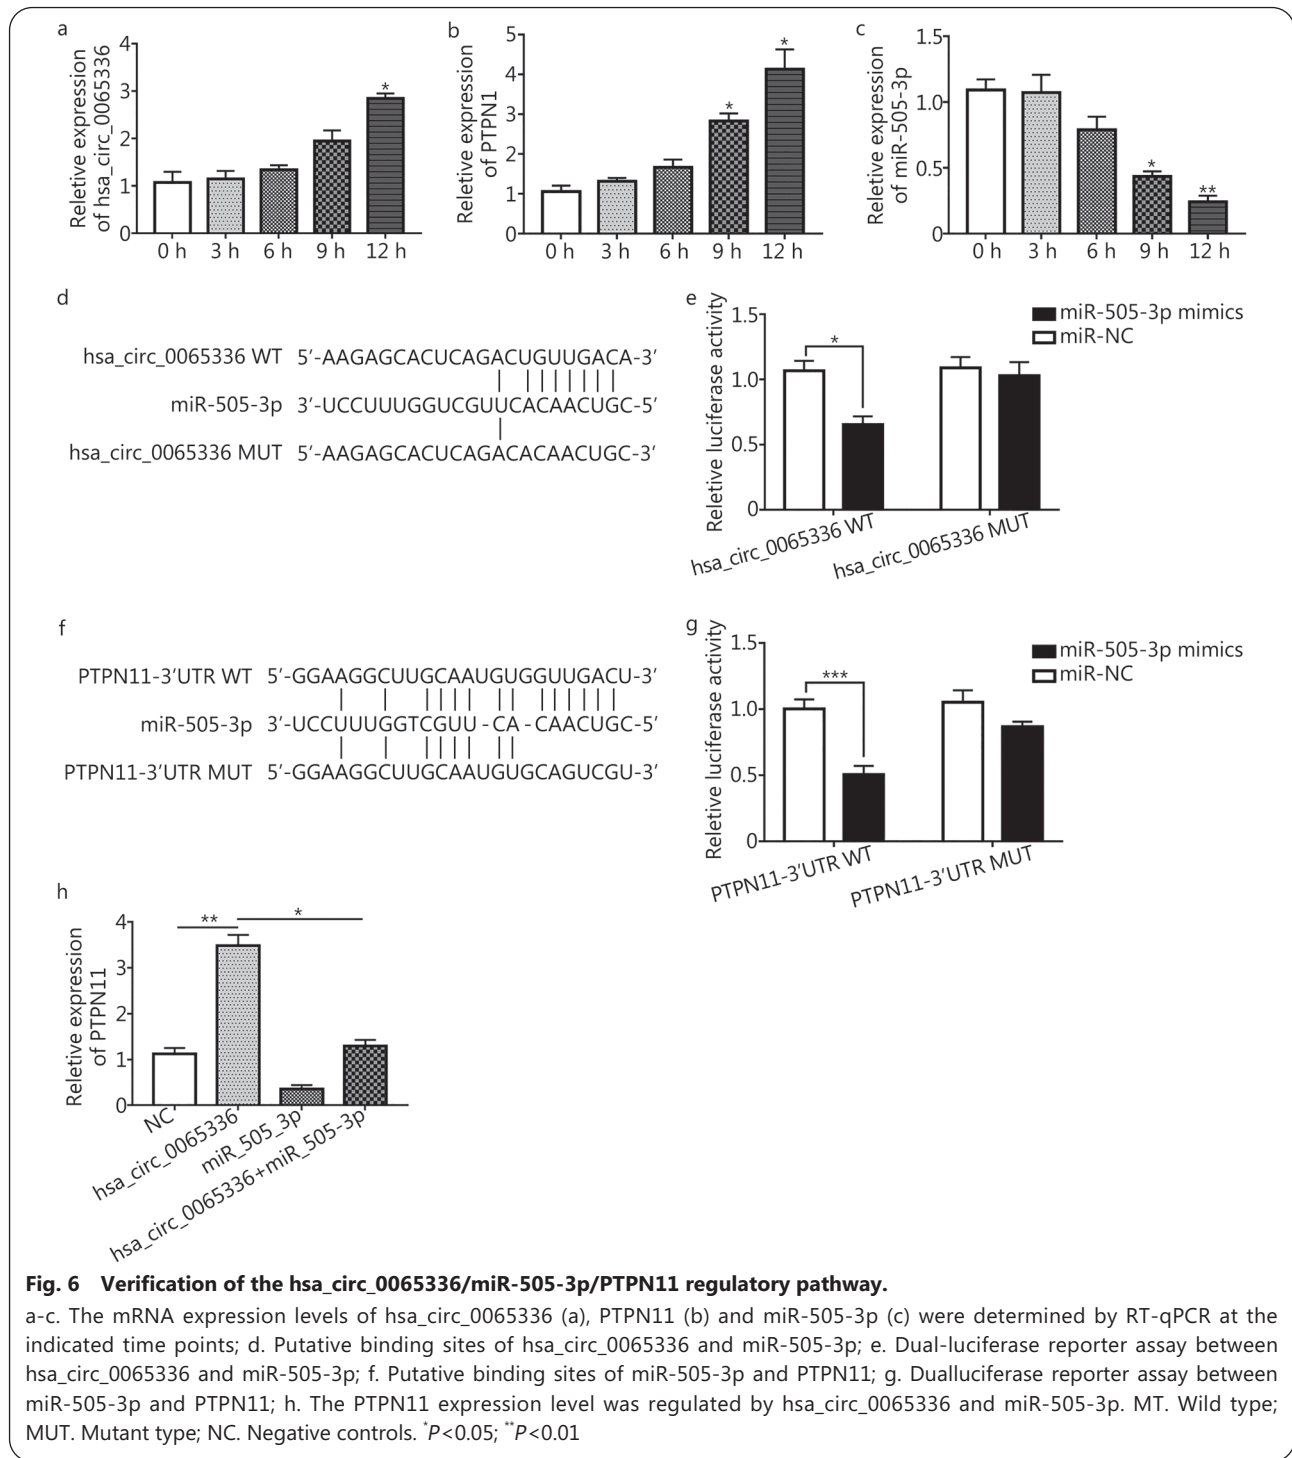 a
Reletive expression
of hsa_circ_0065336
4
3
2
1
0
*
0 h 3 h 6 h 9 h 12 h
b
Reletive expression
of PTPN1
5
4
3
2
1
0
*
*
0 h 3 h 6 h 9 h 12 h
c
Reletive expression
of miR-505-3p
1.5
1.0
0.5
0
*
**
0 h 3 h 6 h 9 h 12 h
d
hsa_circ_0065336 WT 5′-AAGAGCACUCAGACUGUUGACA-3′
miR-505-3p 3′-UCCUUUGGUCGUUCACAACUGC-5′
hsa_circ_0065336 MUT 5′-AAGAGCACUCAGACACAACUGC-3′
e
Reletive luciferase activity
1.5
1.0
0.5
0
*
miR-505-3p mimics
miR-NC
hsa_circ_0065336 WT
hsa_circ_0065336 MUT
f
PTPN11-3′UTR WT 5′-GGAAGGCUUGCAAUGUGGUUGACU-3′
miR-505-3p 3′-UCCUUUGGTCGUU-CA-CAACUGC-5′
PTPN11-3′UTR MUT 5′-GGAAGGCUUGCAAUGUGCAGUCGU-3′
g
Reletive luciferase activity
1.5
1.0
0.5
0
***
miR-505-3p mimics
miR-NC
PTPN11-3′UTR WT
PTPN11-3′UTR MUT
h
Reletive expression
of PTPN11
4
3
2
1
0
**
*
NC
hsa_circ_0065336
miR_505_3p
hsa_circ_0065336+miR_505-3p
Fig. 6 Verification of the hsa_circ_0065336/miR-505-3p/PTPN11 regulatory pathway.
a-c. The mRNA expression levels of hsa_circ_0065336 (a), PTPN11 (b) and miR-505-3p (c) were determined by RT-qPCR at the
indicated time points; d. Putative binding sites of hsa_circ_0065336 and miR-505-3p; e. Dual-luciferase reporter assay between
hsa_circ_0065336 and miR-505-3p; f. Putative binding sites of miR-505-3p and PTPN11; g. Dualluciferase reporter assay between
miR-505-3p and PTPN11; h. The PTPN11 expression level was regulated by hsa_circ_0065336 and miR-505-3p. MT. Wild type;
MUT. Mutant type; NC. Negative controls. *P<0.05; **P<0.01